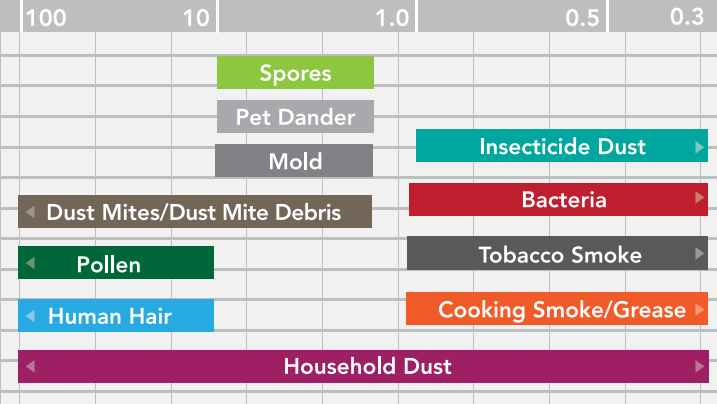 100 10 1.0 0.5 0.3
Spores
Pet Dander
Insecticide Dust
Mold
Bacteria
Dust Mites/Dust Mite Debris
Tobacco Smoke
Pollen
Cooking Smoke/Grease
Human Hair
Household Dust